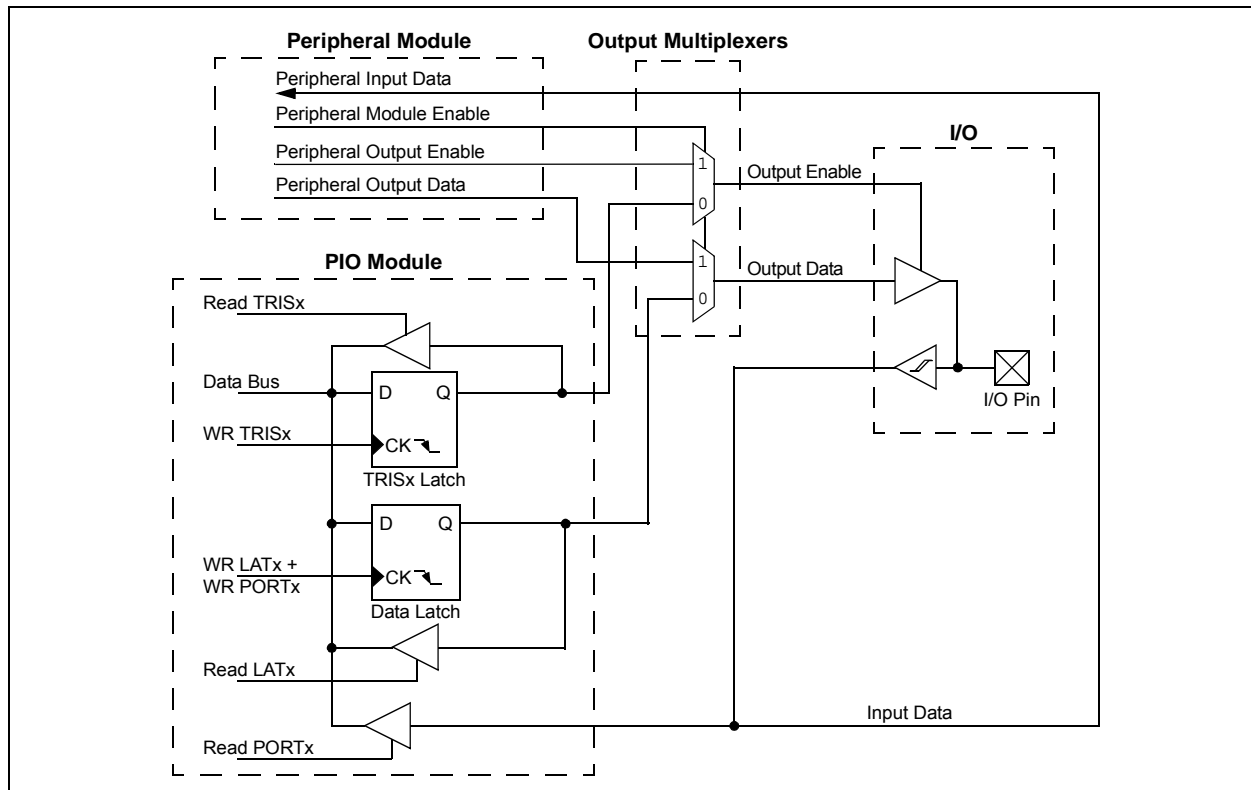 Peripheral Module
Output Multiplexers
Peripheral Input Data
Peripheral Module Enable
I/O
Peripheral Output Enable
1
Output Enable
Peripheral Output Data
0
PIO Module
1
Output Data
Read TRISx
0
Data Bus
D
Q
I/O Pin
WR TRISx
CK
TRISx Latch
D
Q
WR LATx +
WR PORTx
CK
Data Latch
Read LATx
Input Data
Read PORTx